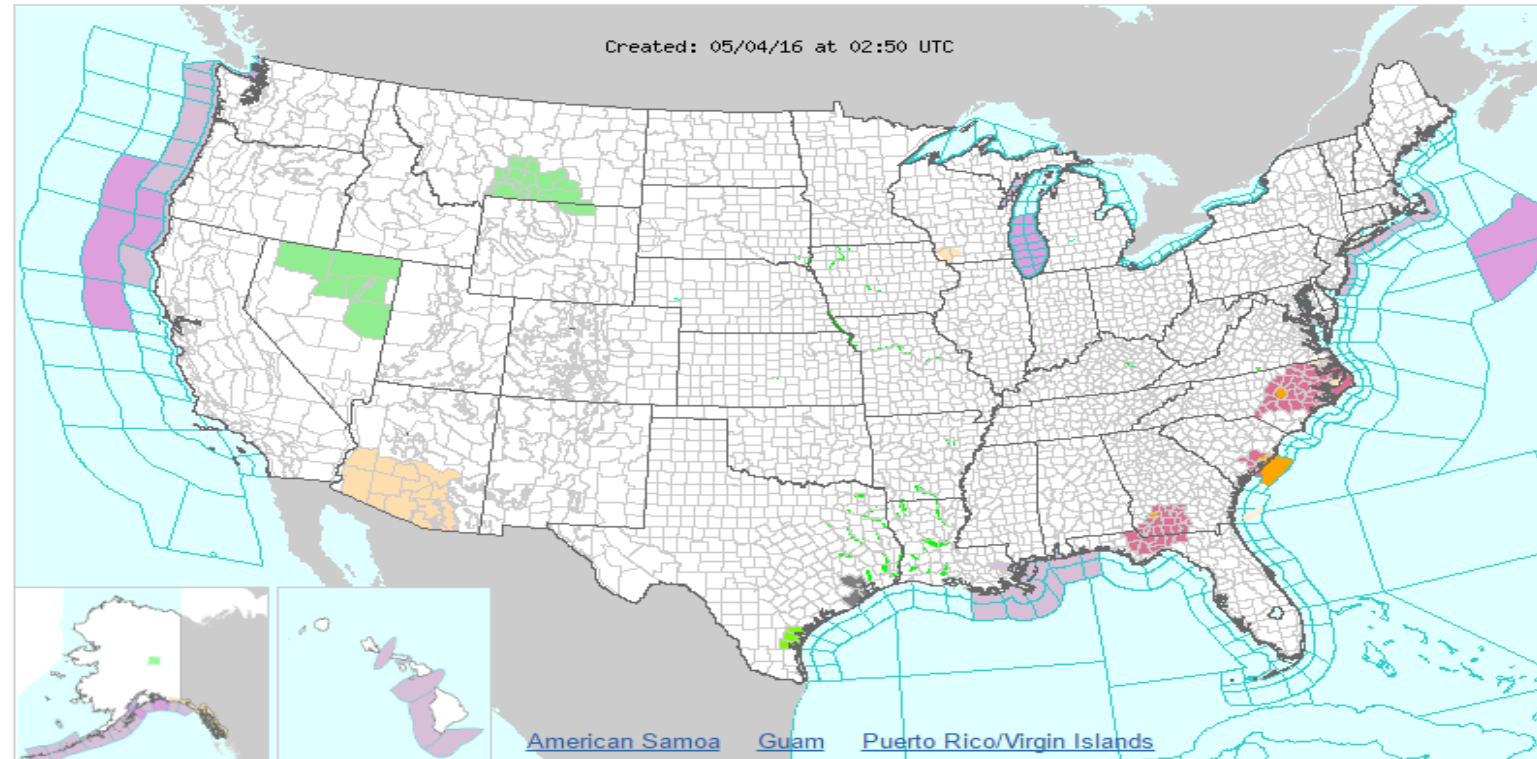 Created: 05/04/16 at 02:50 UTC
American Samoa Guam Puerto Rico/Virgin Islands